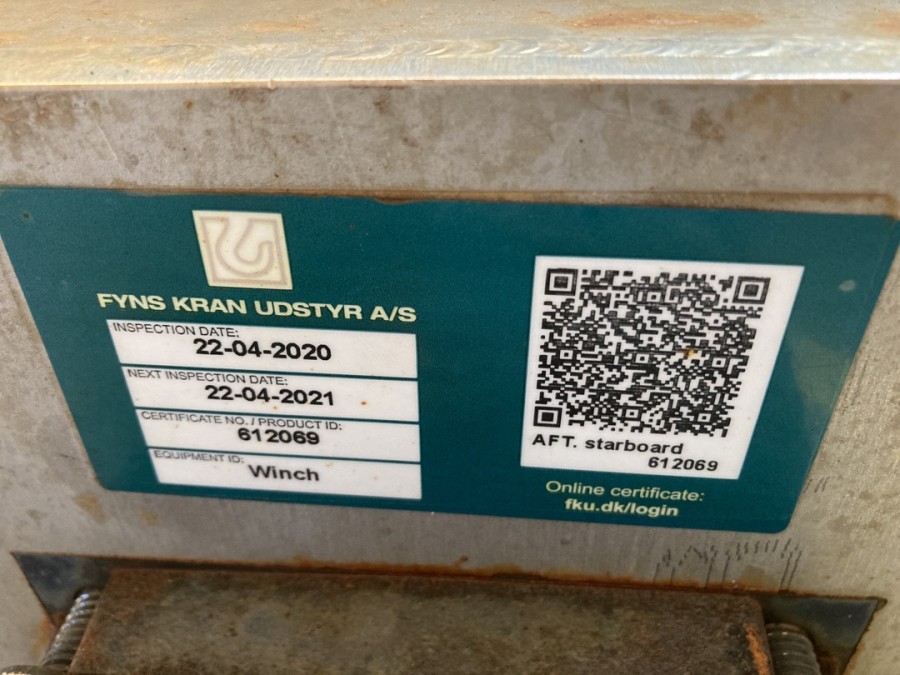 FYNS KRAN UDSTYR A/S
INSPECTION DATE:
22-04-2020
NEXT INSPECTION DATE:
22-04-2021
CERTIFICATE NO. / PRODUCT ID:
612069
EQUIPMENT ID:
Winch
AFT. starboard
612069
Online certificate:
fku.dk/login